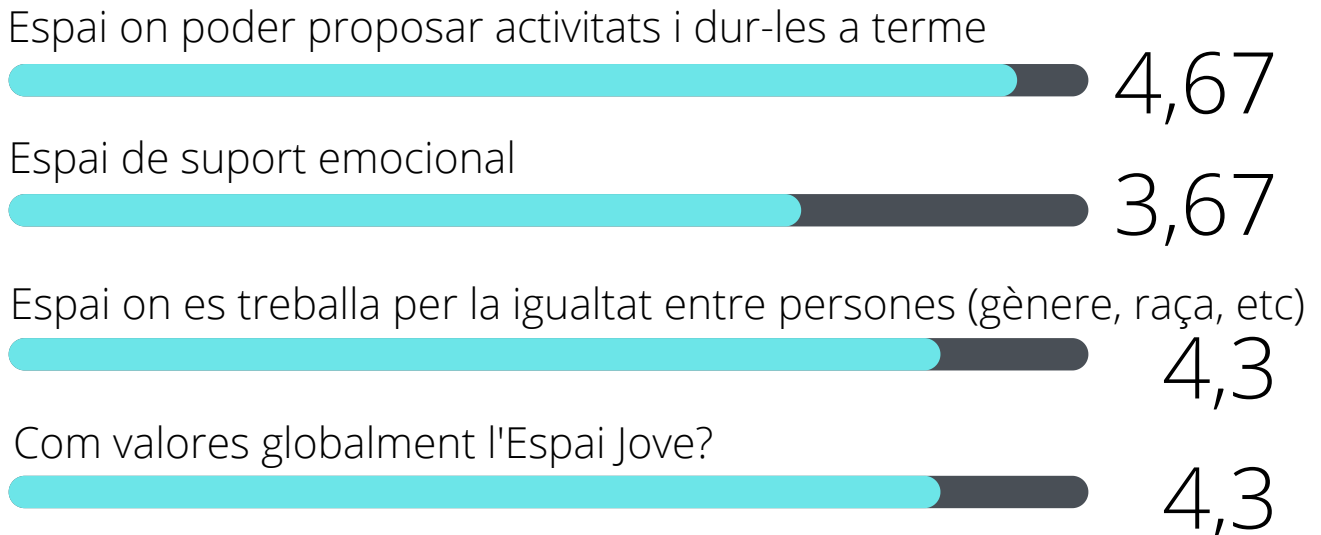 Espai on poder proposar activitats i dur-les a terme
4,67
Espai de suport emocional
3,67
Espai on es treballa per la igualtat entre persones (gènere, raça, etc)
4,3
Com valores globalment l'Espai Jove?
4,3